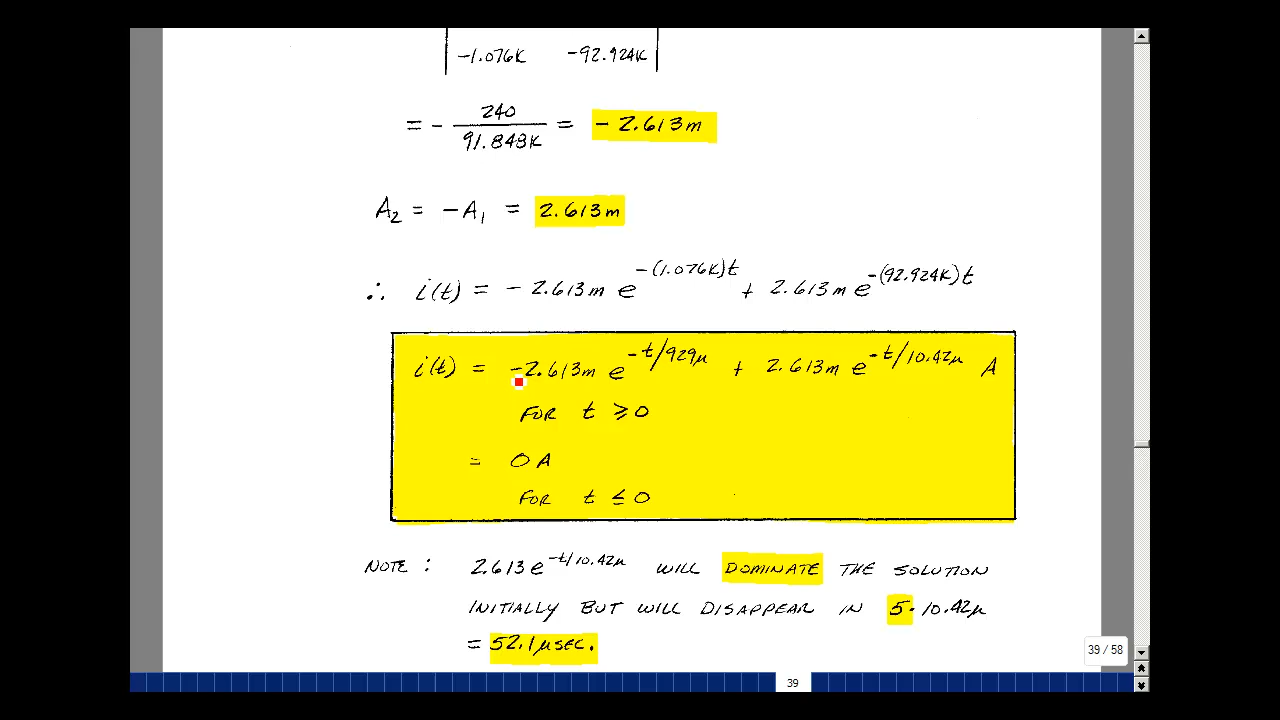 -1.076K -92.924K
= - 240 / 91.848K = - 2.613m
A₂ = -A₁ = 2.613m
∴ i(t) = - 2.613m e^-(1.076K)t + 2.613m e^-(92.924K)t
i(t) = -2.613m e^-t/929μ + 2.613m e^-t/10.42μ A
FOR t ≥ 0
= 0 A
FOR t ≤ 0
NOTE : 2.613 e^-t/10.42μ WILL DOMINATE THE SOLUTION
INITIALLY BUT WILL DISAPPEAR IN 5·10.42μ
= 52.1 μSEC.
39 / 58
39